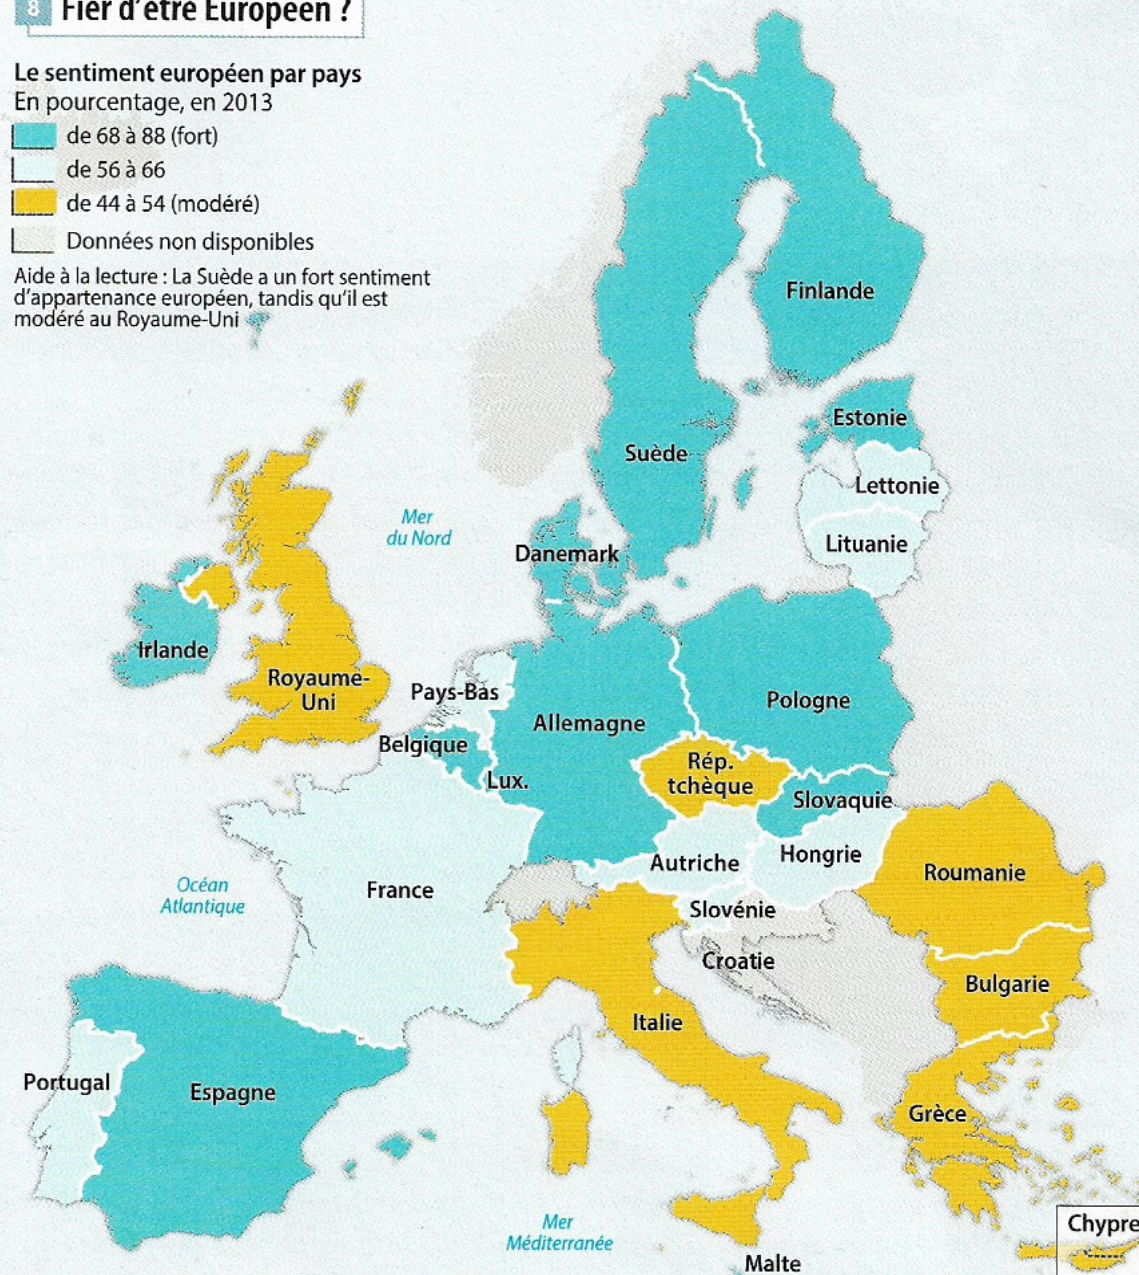 8 Fier d'être Européen ?
Le sentiment européen par pays
En pourcentage, en 2013
de 68 à 88 (fort)
de 56 à 66
de 44 à 54 (modéré)
Données non disponibles
Aide à la lecture : La Suède a un fort sentiment
d'appartenance européen, tandis qu'il est
modéré au Royaume-Uni
Finlande
Estonie
Suède
Lettonie
Mer
du Nord
Lituanie
Danemark
Irlande
Royaume-
Uni
Pays-Bas
Allemagne
Pologne
Belgique
Lux.
Rép.
tchèque
Slovaquie
Autriche
Hongrie
Roumanie
Océan
Atlantique
France
Slovénie
Croatie
Bulgarie
Italie
Portugal
Espagne
Grèce
Mer
Méditerranée
Chypre
Malte